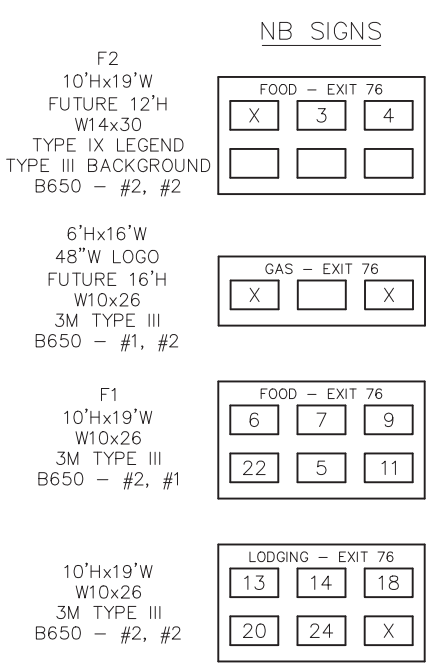 NB SIGNS
F2
10'Hx19'W
FUTURE 12'H
W14x30
TYPE IX LEGEND
TYPE III BACKGROUND
B650 – #2, #2
FOOD – EXIT 76
X 3 4
6'Hx16'W
48"W LOGO
FUTURE 16'H
W10x26
3M TYPE III
B650 – #1, #2
GAS – EXIT 76
X X
F1
10'Hx19'W
W10x26
3M TYPE III
B650 – #2, #1
FOOD – EXIT 76
6 7 9
22 5 11
10'Hx19'W
W10x26
3M TYPE III
B650 – #2, #2
LODGING – EXIT 76
13 14 18
20 24 X